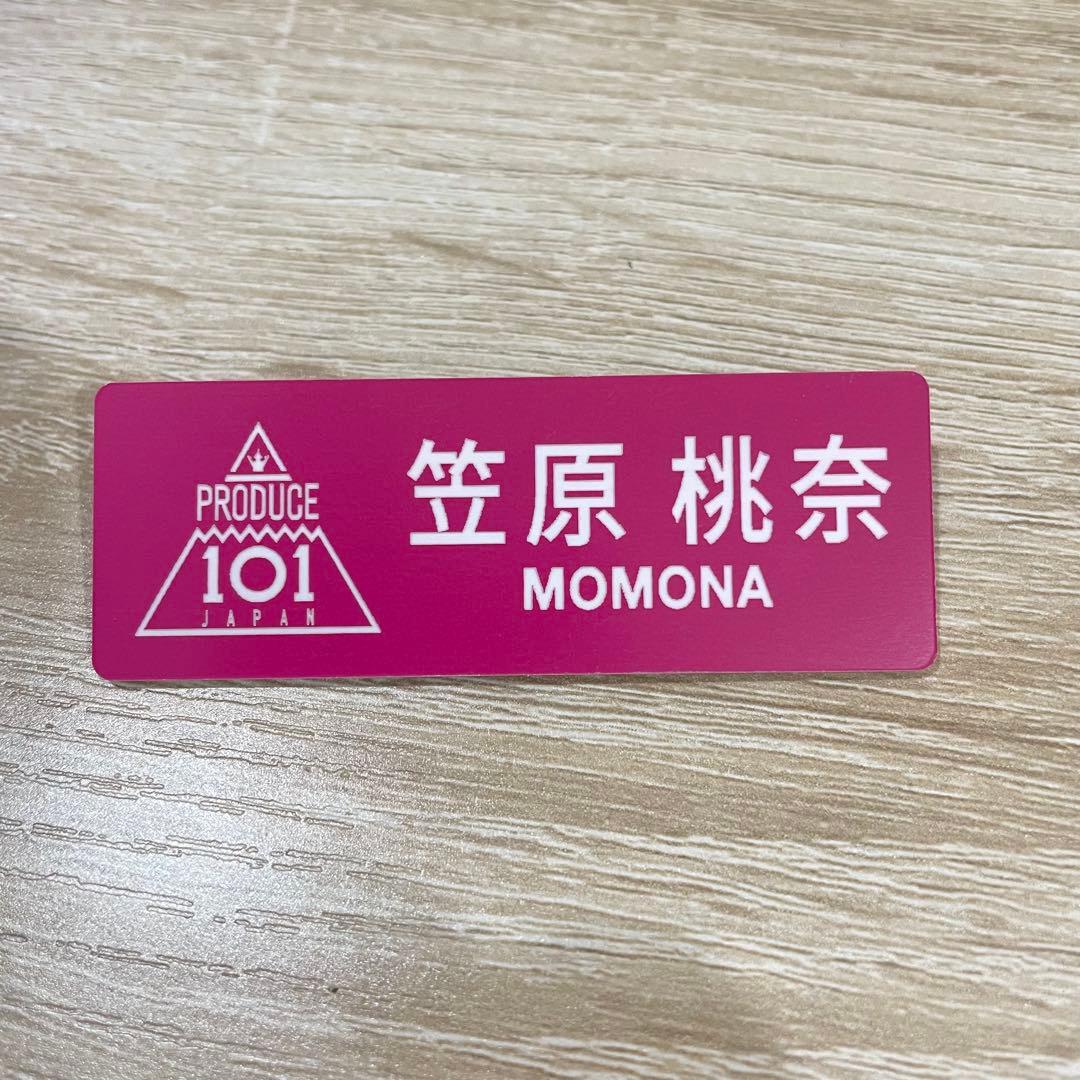 PRODUCE
101
JAPAN
笠原 桃奈
MOMONA